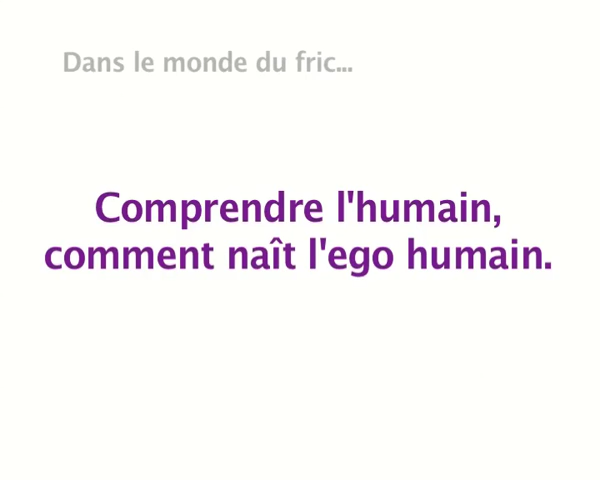 Dans le monde du fric...
Comprendre l'humain,
comment naît l'ego humain.